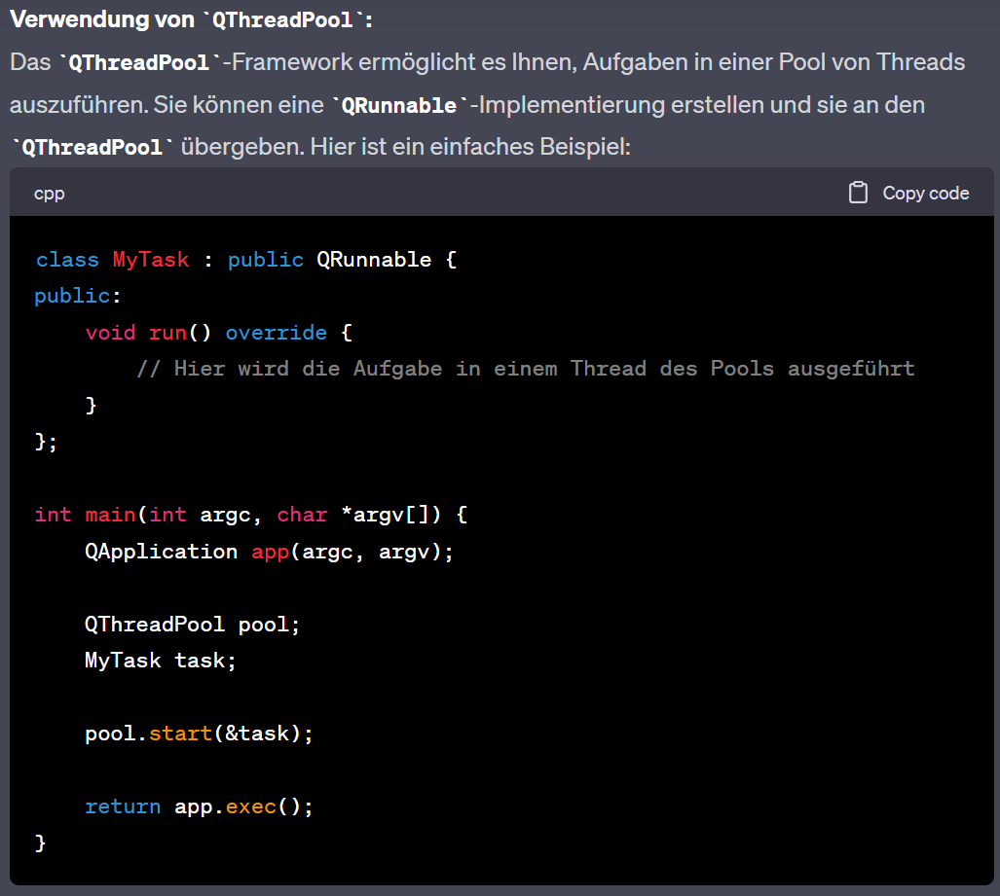 Verwendung von `QThreadPool`:
Das `QThreadPool`-Framework ermöglicht es Ihnen, Aufgaben in einer Pool von Threads
auszuführen. Sie können eine `QRunnable`-Implementierung erstellen und sie an den
`QThreadPool` übergeben. Hier ist ein einfaches Beispiel:
cpp Copy code
class MyTask : public QRunnable {
public:
    void run() override {
        // Hier wird die Aufgabe in einem Thread des Pools ausgeführt
    }
};
int main(int argc, char *argv[]) {
    QApplication app(argc, argv);
    QThreadPool pool;
    MyTask task;
    pool.start(&task);
    return app.exec();
}